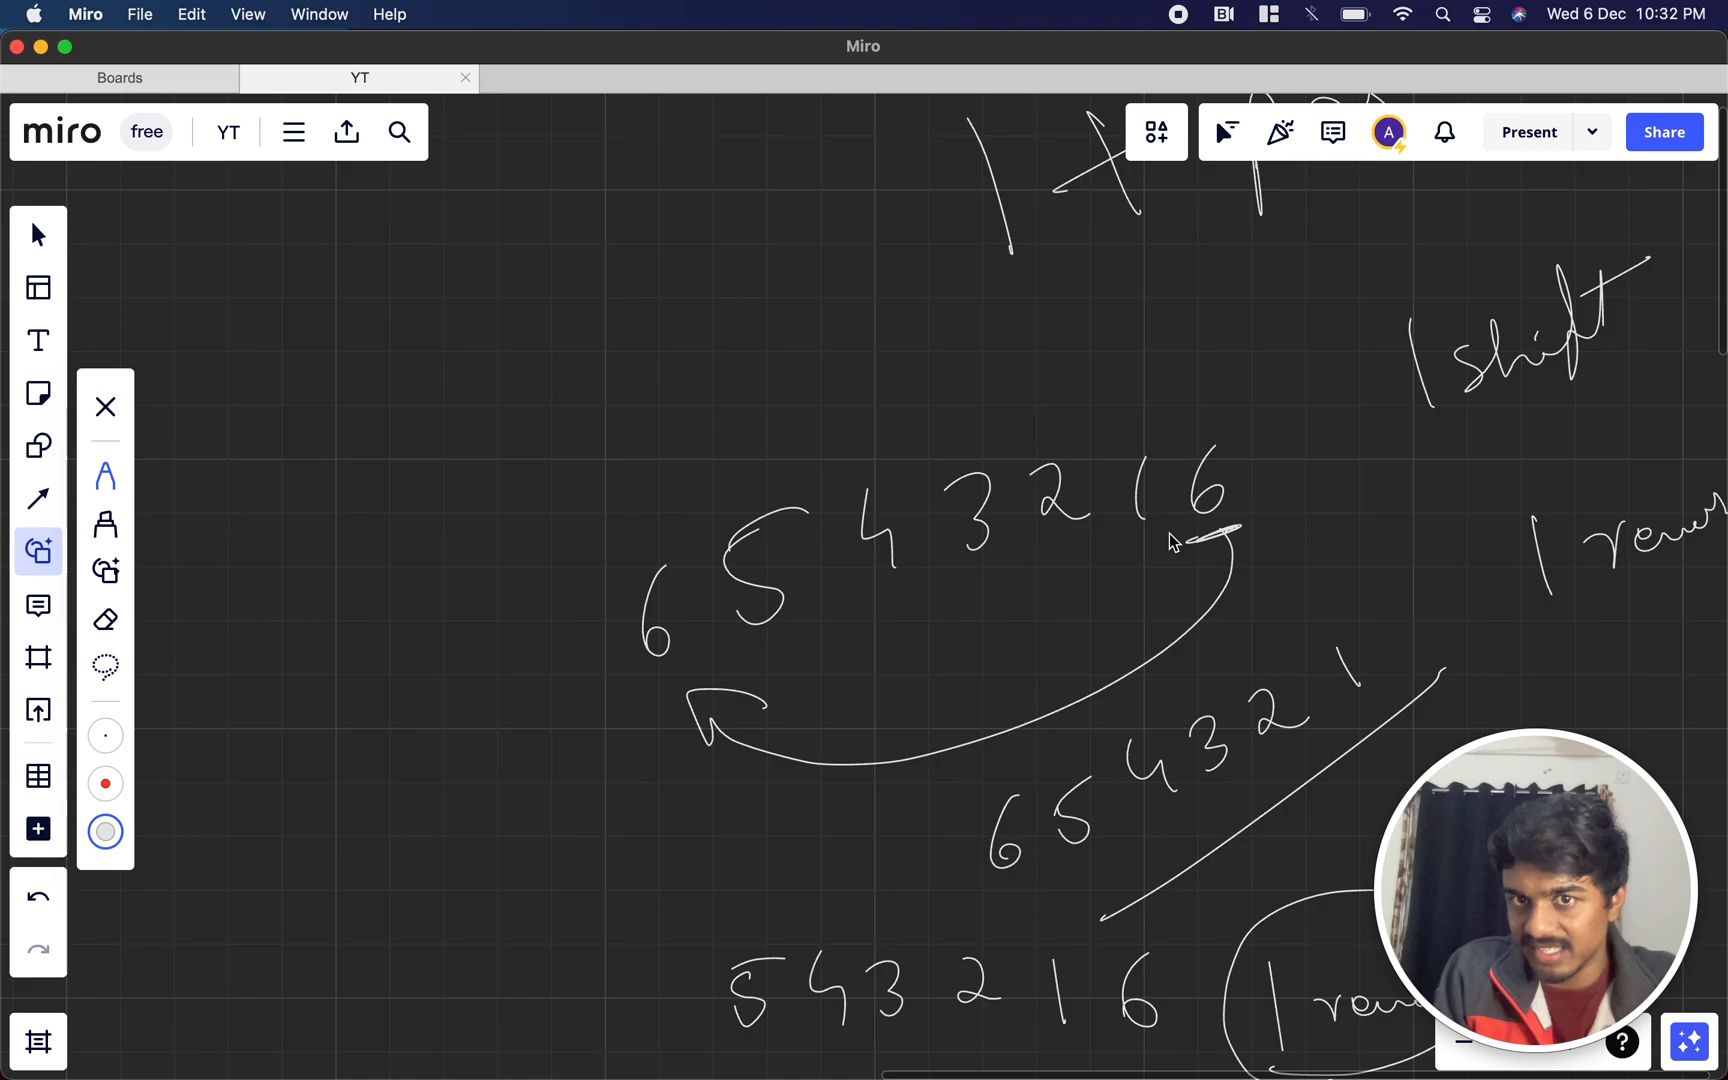 Miro File Edit View Window Help Wed 6 Dec 10:32 PM
Miro
Boards YT
miro free YT Present Share
1 shift
6 5 4 3 2 1 6
1
6 5 4 3 2 1
5 4 3 2 1 6 1